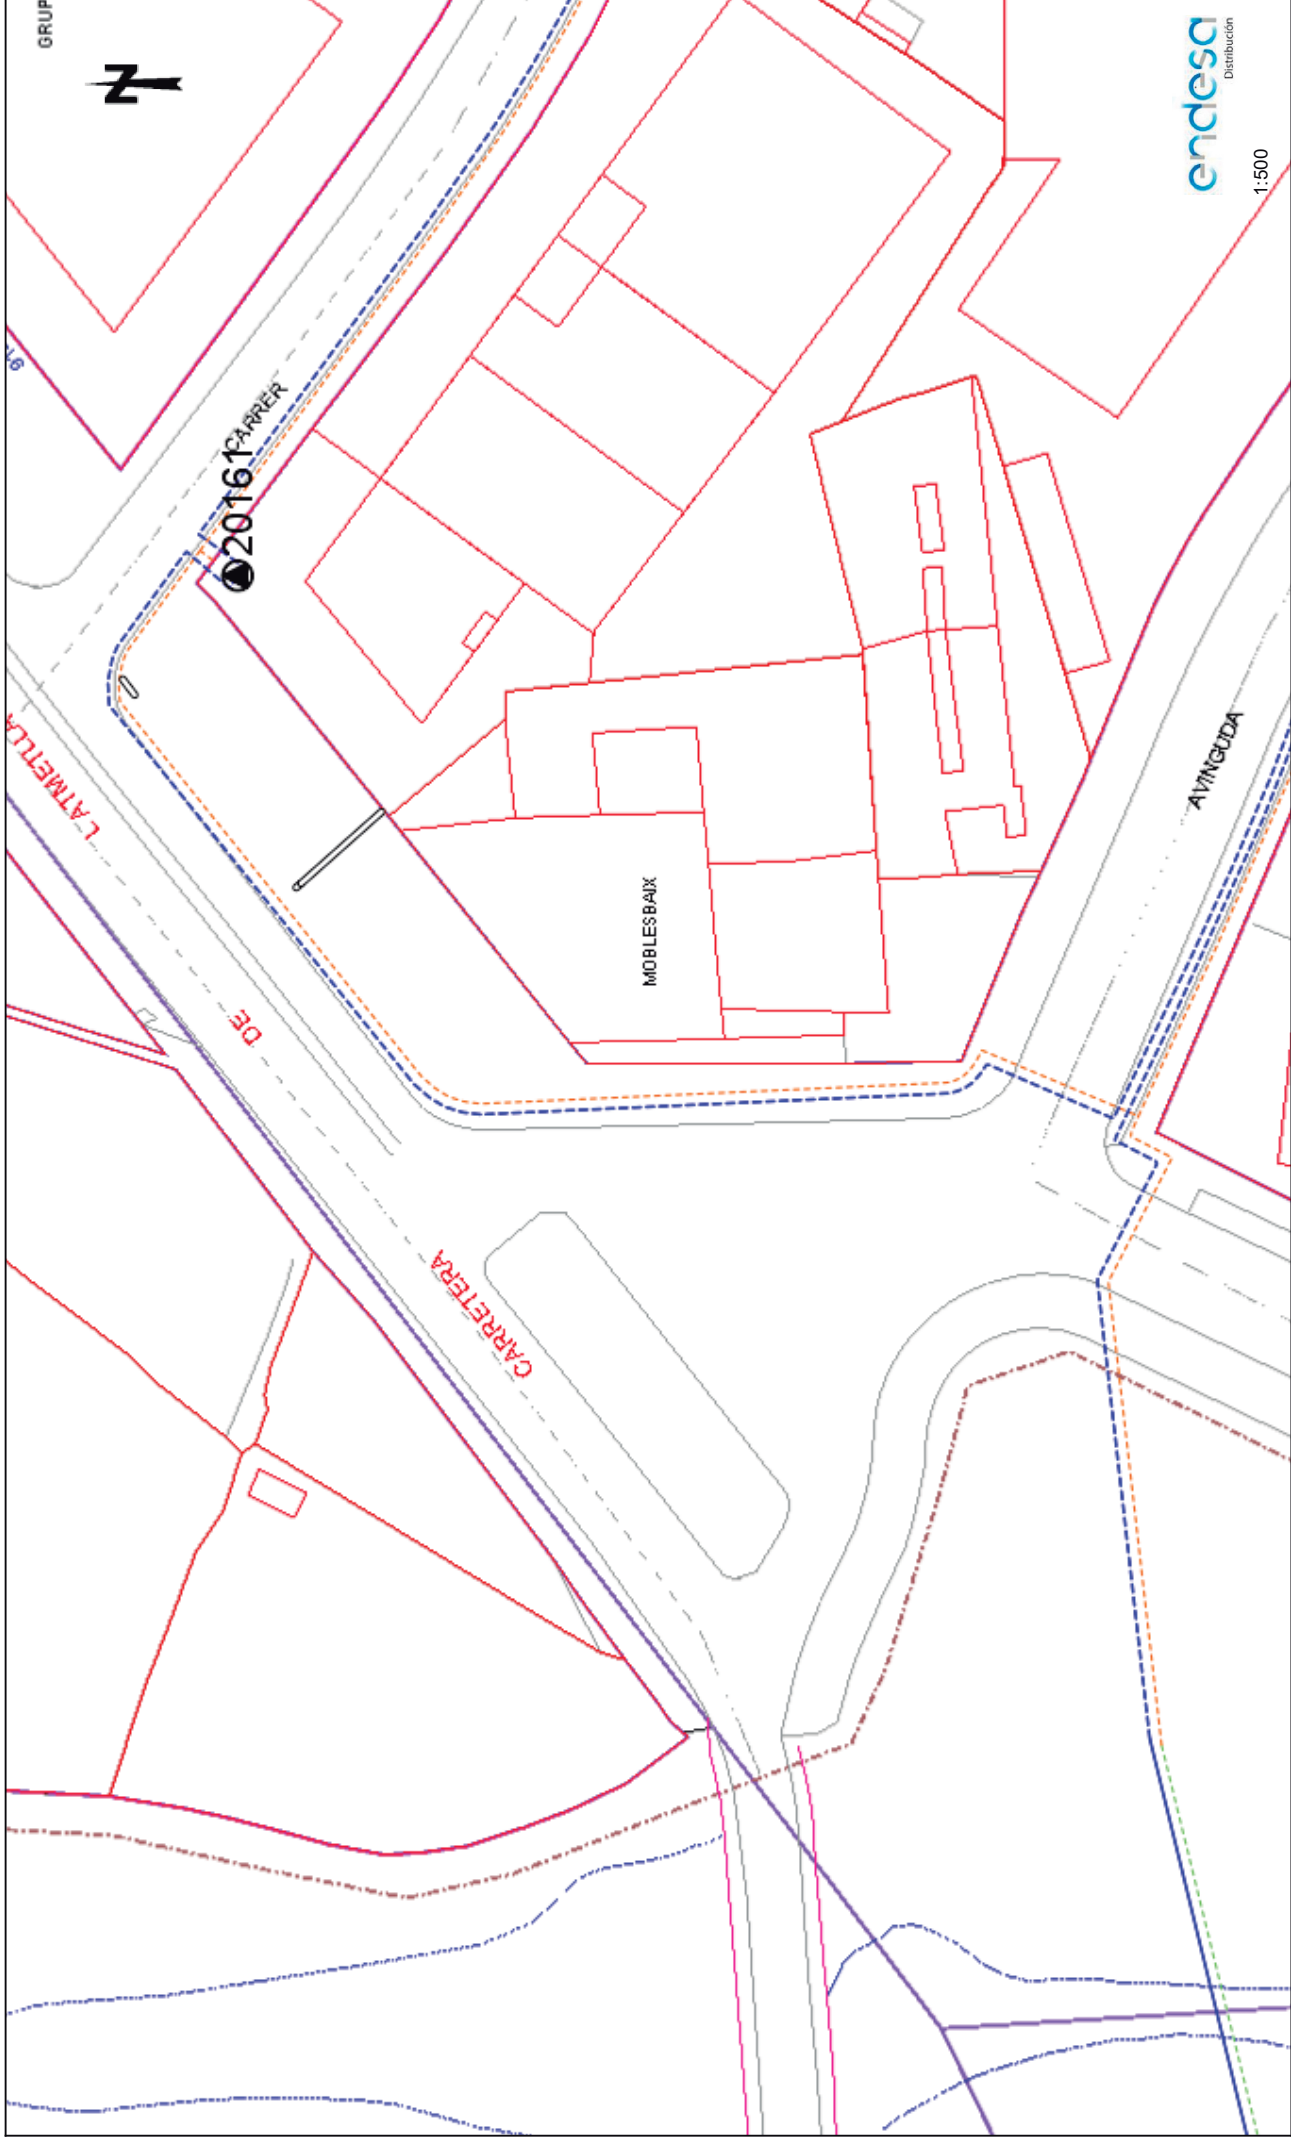 GRUP
N
endesa
Distribución
1:500
20161
CARRER
L'ATMETLLA
DE
CARRETERA
MOBLESBAIX
AVINGUDA